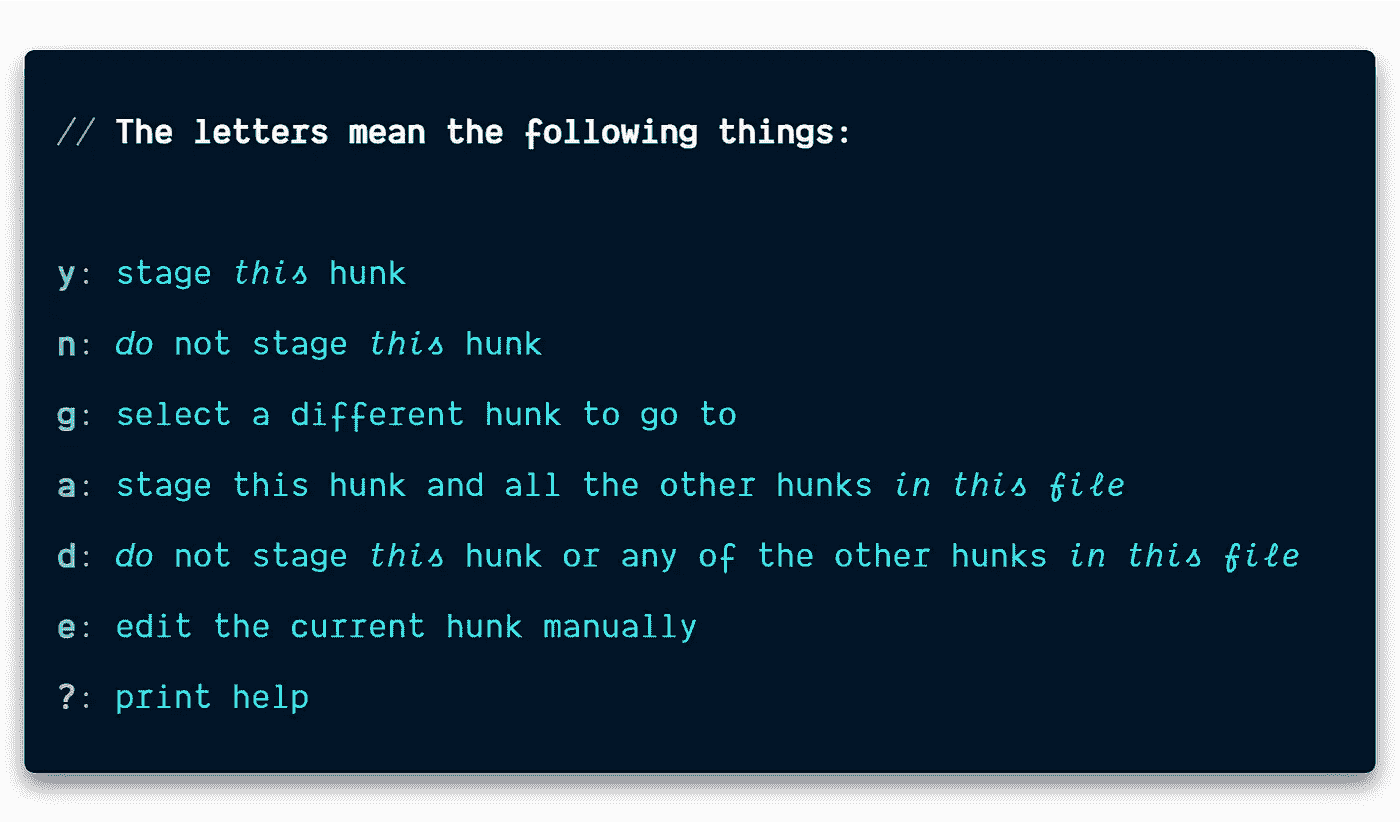 // The letters mean the following things:
y: stage this hunk
n: do not stage this hunk
g: select a different hunk to go to
a: stage this hunk and all the other hunks in this file
d: do not stage this hunk or any of the other hunks in this file
e: edit the current hunk manually
?: print help